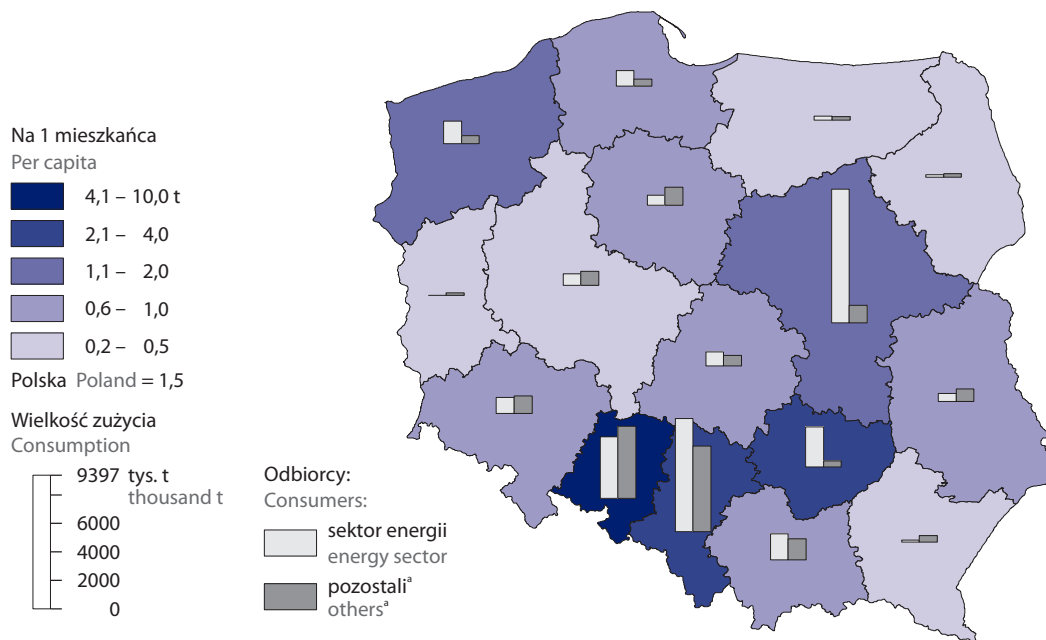 Na 1 mieszkańca
Per capita
4,1 – 10,0 t
2,1 – 4,0
1,1 – 2,0
0,6 – 1,0
0,2 – 0,5
Polska Poland = 1,5
Wielkość zużycia
Consumption
9397 tys. t
thousand t
6000
4000
2000
0
Odbiorcy:
Consumers:
sektor energii
energy sector
pozostaliᵃ
othersᵃ